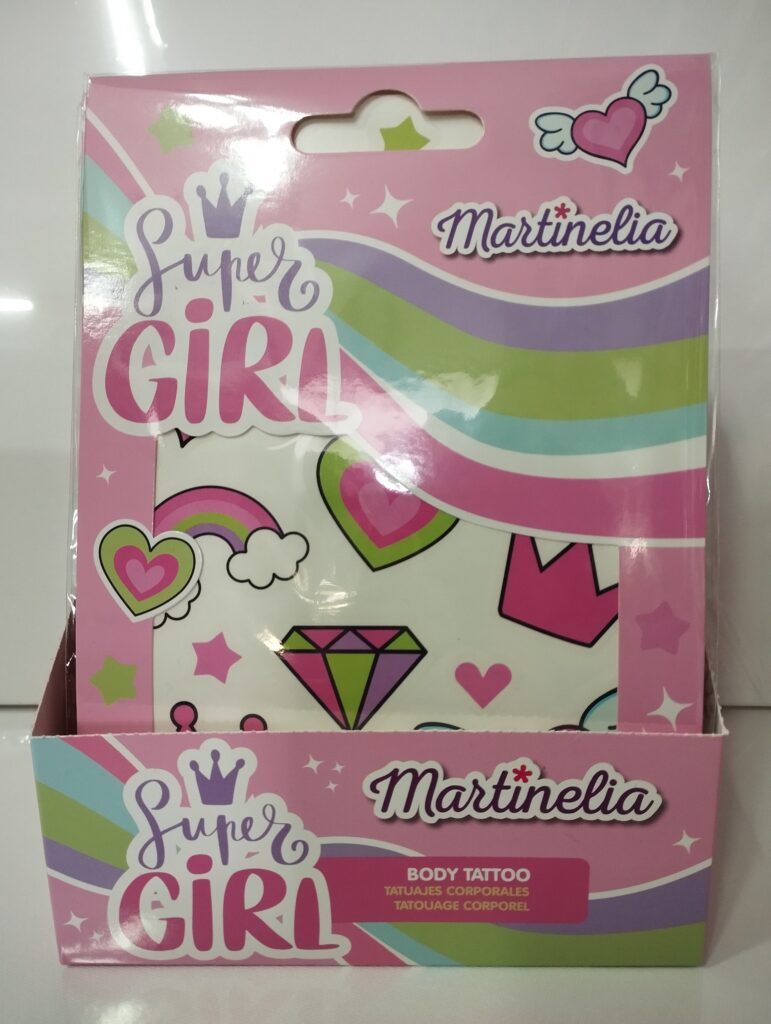 Martinelia
Super
GiRL
Super
GiRL
Martinelia
BODY TATTOO
TATUAJES CORPORALES
TATOUAGE CORPOREL